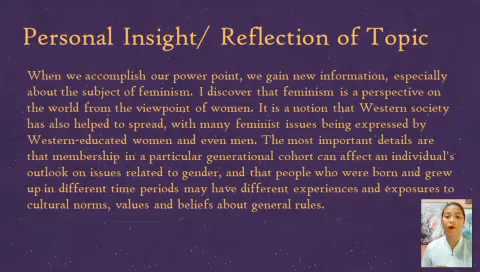 Personal Insight/ Reflection of Topic
When we accomplish our power point, we gain new information, especially
about the subject of feminism. I discover that feminism is a perspective on
the world from the viewpoint of women. It is a notion that Western society
has also helped to spread, with many feminist issues being expressed by
Western-educated women and even men. The most important details are
that membership in a particular generational cohort can affect an individual's
outlook on issues related to gender, and that people who were born and grew
up in different time periods may have different experiences and exposures to
cultural norms, values and beliefs about general rules.